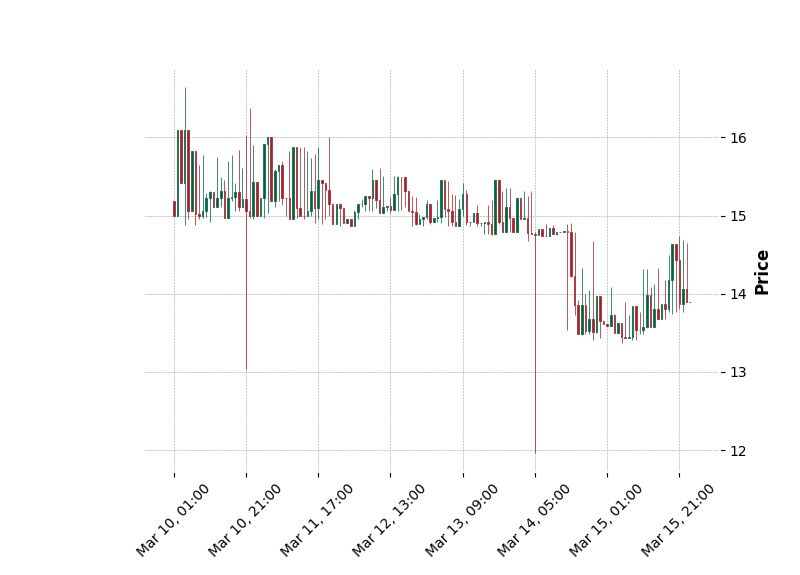 16
15
14
13
12
Price
Mar 10, 01:00
Mar 10, 21:00
Mar 11, 17:00
Mar 12, 13:00
Mar 13, 09:00
Mar 14, 05:00
Mar 15, 01:00
Mar 15, 21:00